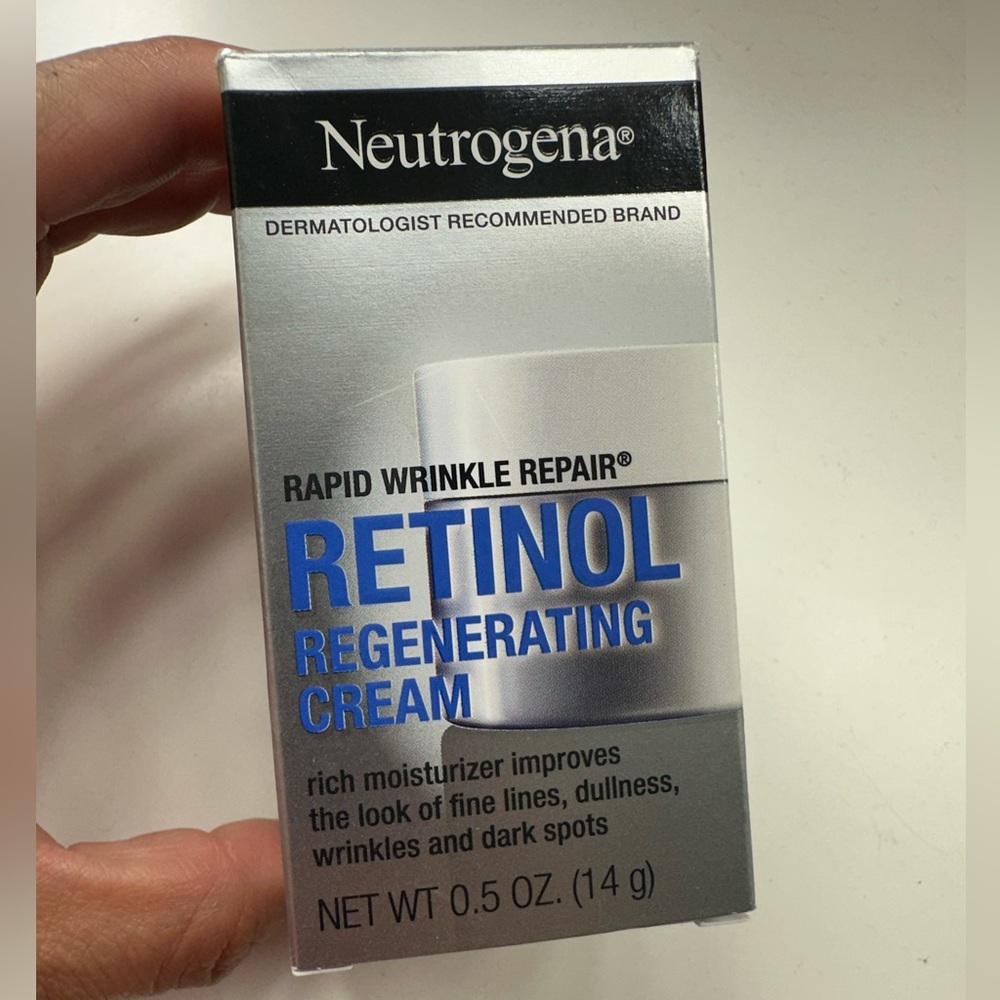 Neutrogena®
DERMATOLOGIST RECOMMENDED BRAND
RAPID WRINKLE REPAIR®
RETINOL
REGENERATING
CREAM
rich moisturizer improves
the look of fine lines, dullness,
wrinkles and dark spots
NET WT 0.5 OZ. (14 g)